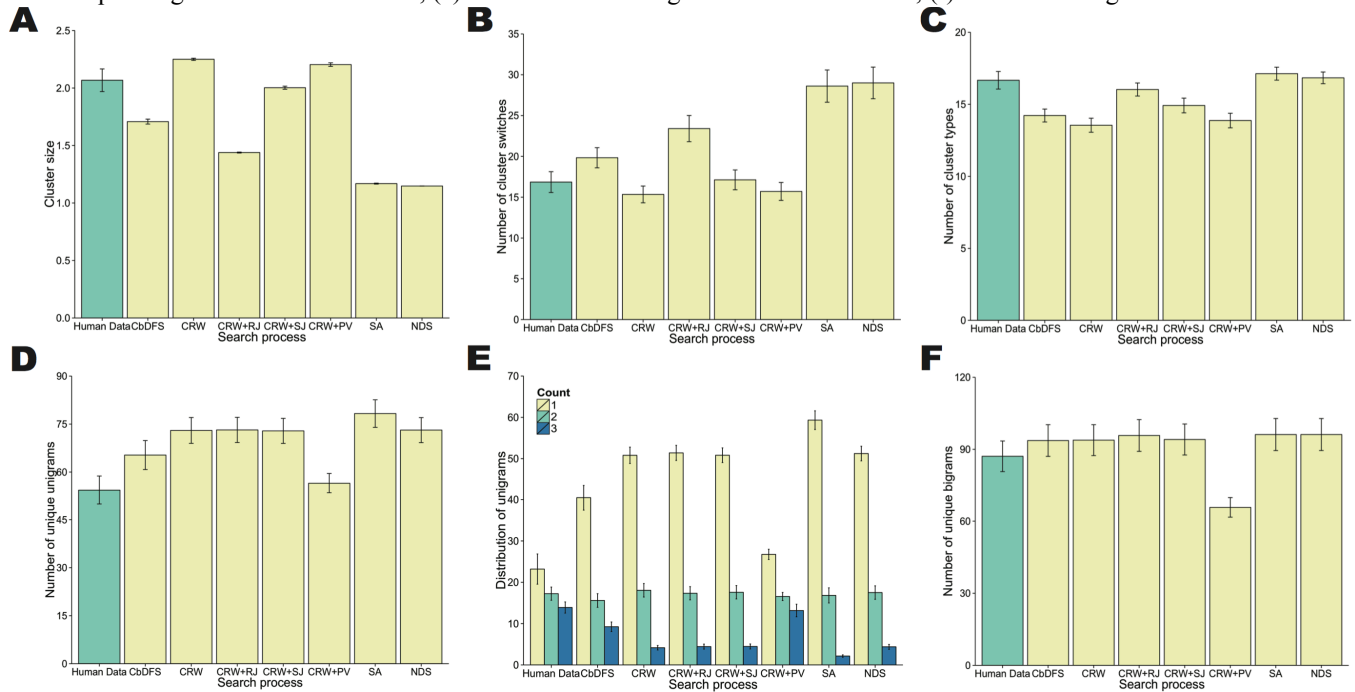 A
B
C
Cluster size
2.5
2.0
1.5
1.0
0.5
0.0
Human Data CbDFS CRW CRW+RJ CRW+SJ CRW+PV SA NDS
Search process
Number of cluster switches
35
30
25
20
15
10
5
0
Human Data CbDFS CRW CRW+RJ CRW+SJ CRW+PV SA NDS
Search process
Number of cluster types
20
15
10
5
0
Human Data CbDFS CRW CRW+RJ CRW+SJ CRW+PV SA NDS
Search process
D
E
F
Number of unique unigrams
90
75
60
45
30
15
0
Human Data CbDFS CRW CRW+RJ CRW+SJ CRW+PV SA NDS
Search process
Distribution of unigrams
70
60
50
40
30
20
10
0
Count
1
2
3
Human Data CbDFS CRW CRW+RJ CRW+SJ CRW+PV SA NDS
Search process
Number of unique bigrams
120
90
60
30
0
Human Data CbDFS CRW CRW+RJ CRW+SJ CRW+PV SA NDS
Search process